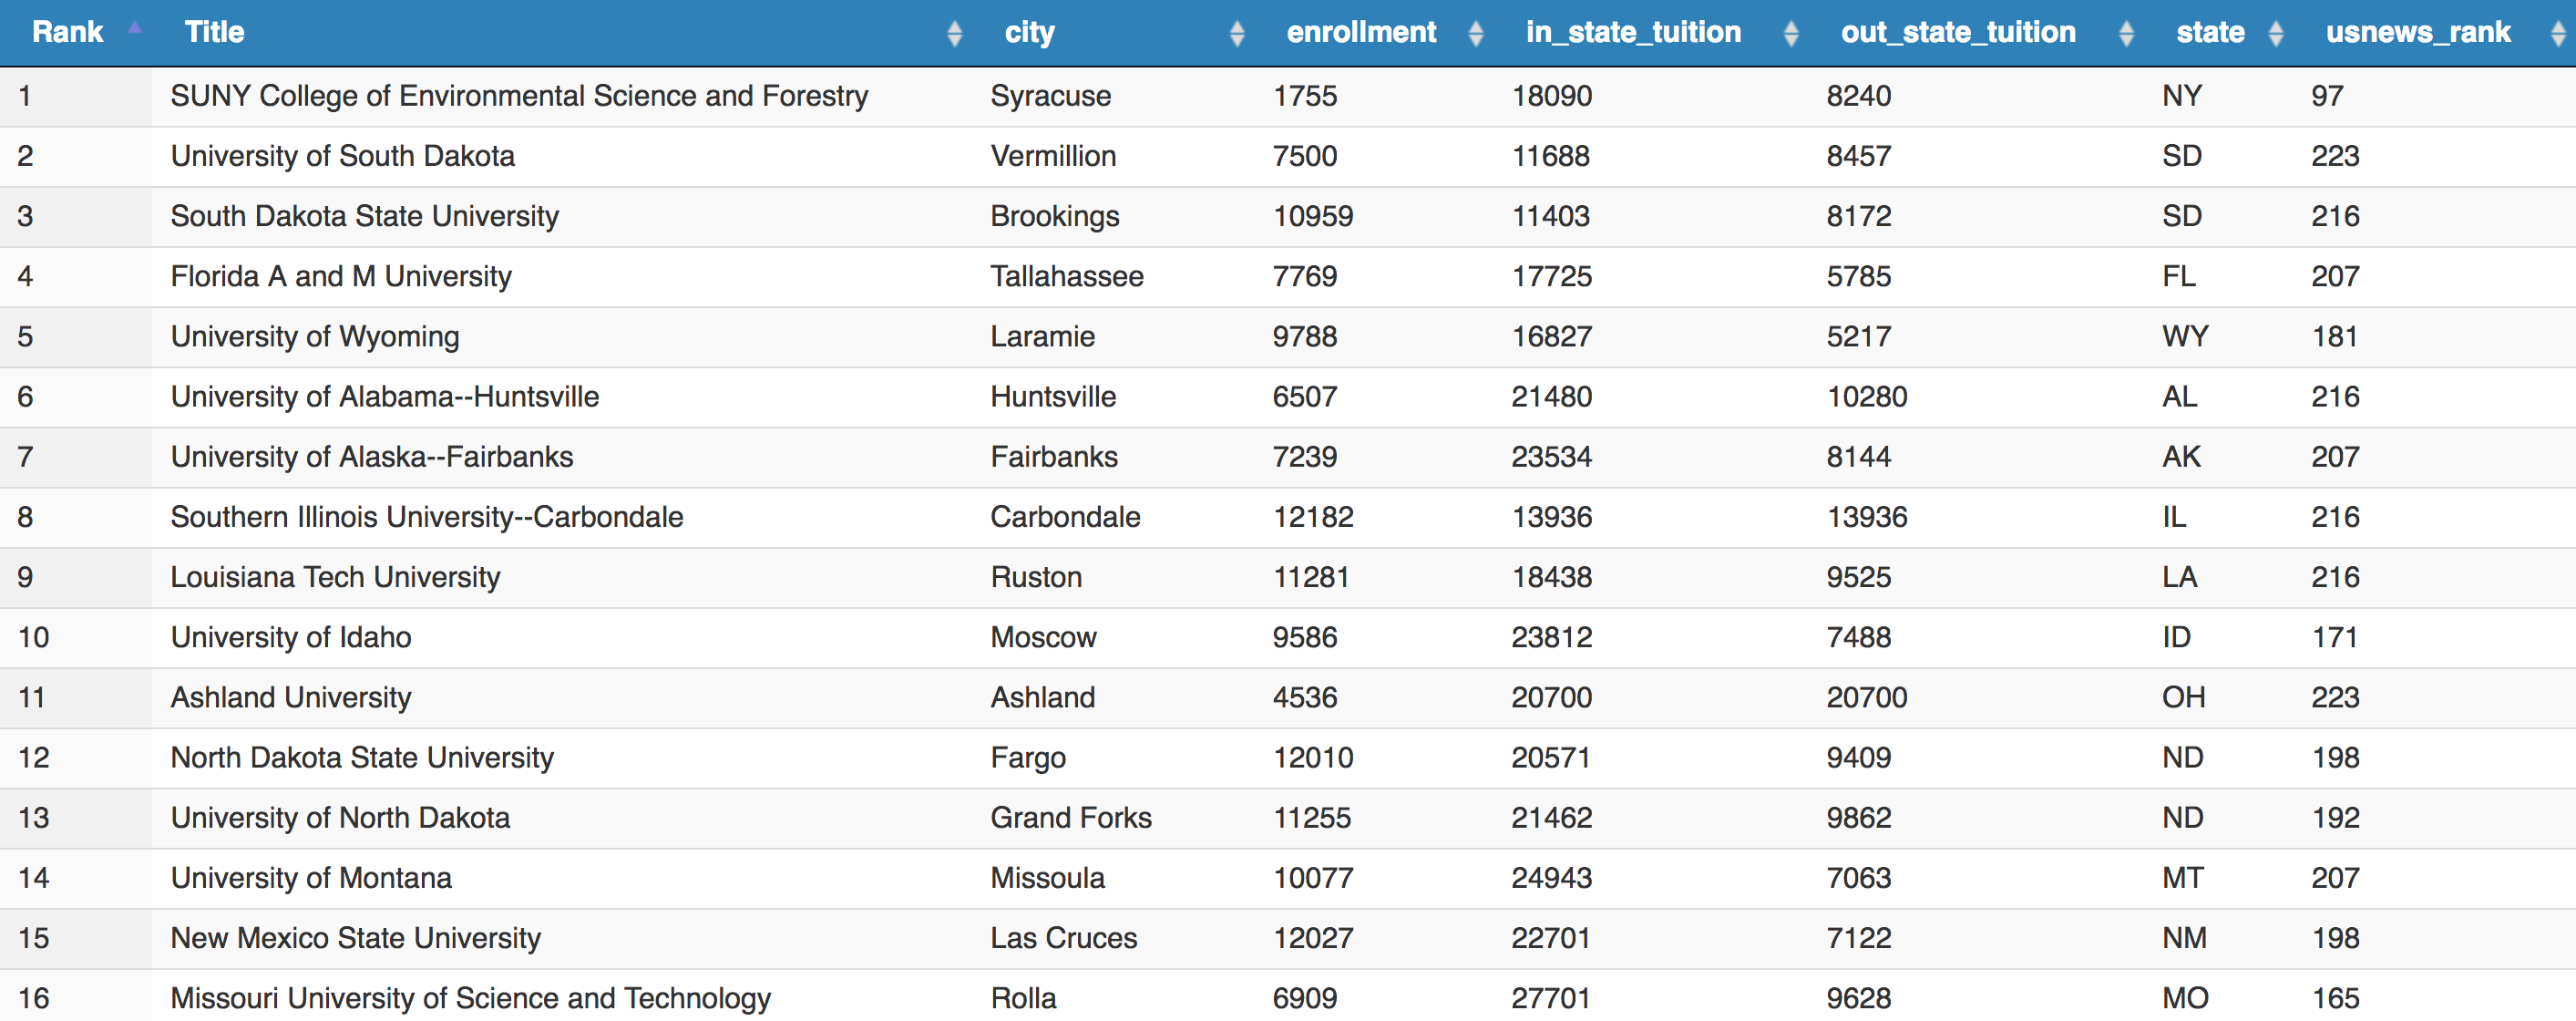 Rank Title city enrollment in_state_tuition out_state_tuition state usnews_rank
1 SUNY College of Environmental Science and Forestry Syracuse 1755 18090 8240 NY 97
2 University of South Dakota Vermillion 7500 11688 8457 SD 223
3 South Dakota State University Brookings 10959 11403 8172 SD 216
4 Florida A and M University Tallahassee 7769 17725 5785 FL 207
5 University of Wyoming Laramie 9788 16827 5217 WY 181
6 University of Alabama--Huntsville Huntsville 6507 21480 10280 AL 216
7 University of Alaska--Fairbanks Fairbanks 7239 23534 8144 AK 207
8 Southern Illinois University--Carbondale Carbondale 12182 13936 13936 IL 216
9 Louisiana Tech University Ruston 11281 18438 9525 LA 216
10 University of Idaho Moscow 9586 23812 7488 ID 171
11 Ashland University Ashland 4536 20700 20700 OH 223
12 North Dakota State University Fargo 12010 20571 9409 ND 198
13 University of North Dakota Grand Forks 11255 21462 9862 ND 192
14 University of Montana Missoula 10077 24943 7063 MT 207
15 New Mexico State University Las Cruces 12027 22701 7122 NM 198
16 Missouri University of Science and Technology Rolla 6909 27701 9628 MO 165